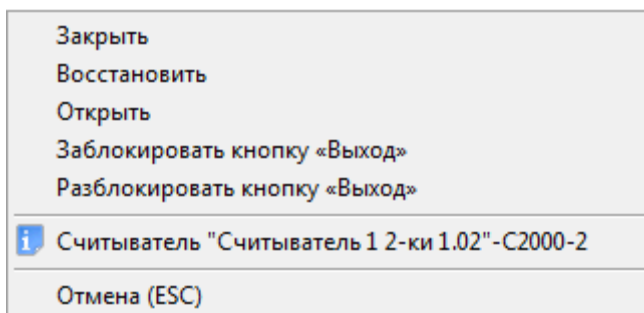 Закрыть
Восстановить
Открыть
Заблокировать кнопку «Выход»
Разблокировать кнопку «Выход»
Считыватель "Считыватель 1 2-ки 1.02"-С2000-2
Отмена (ESC)